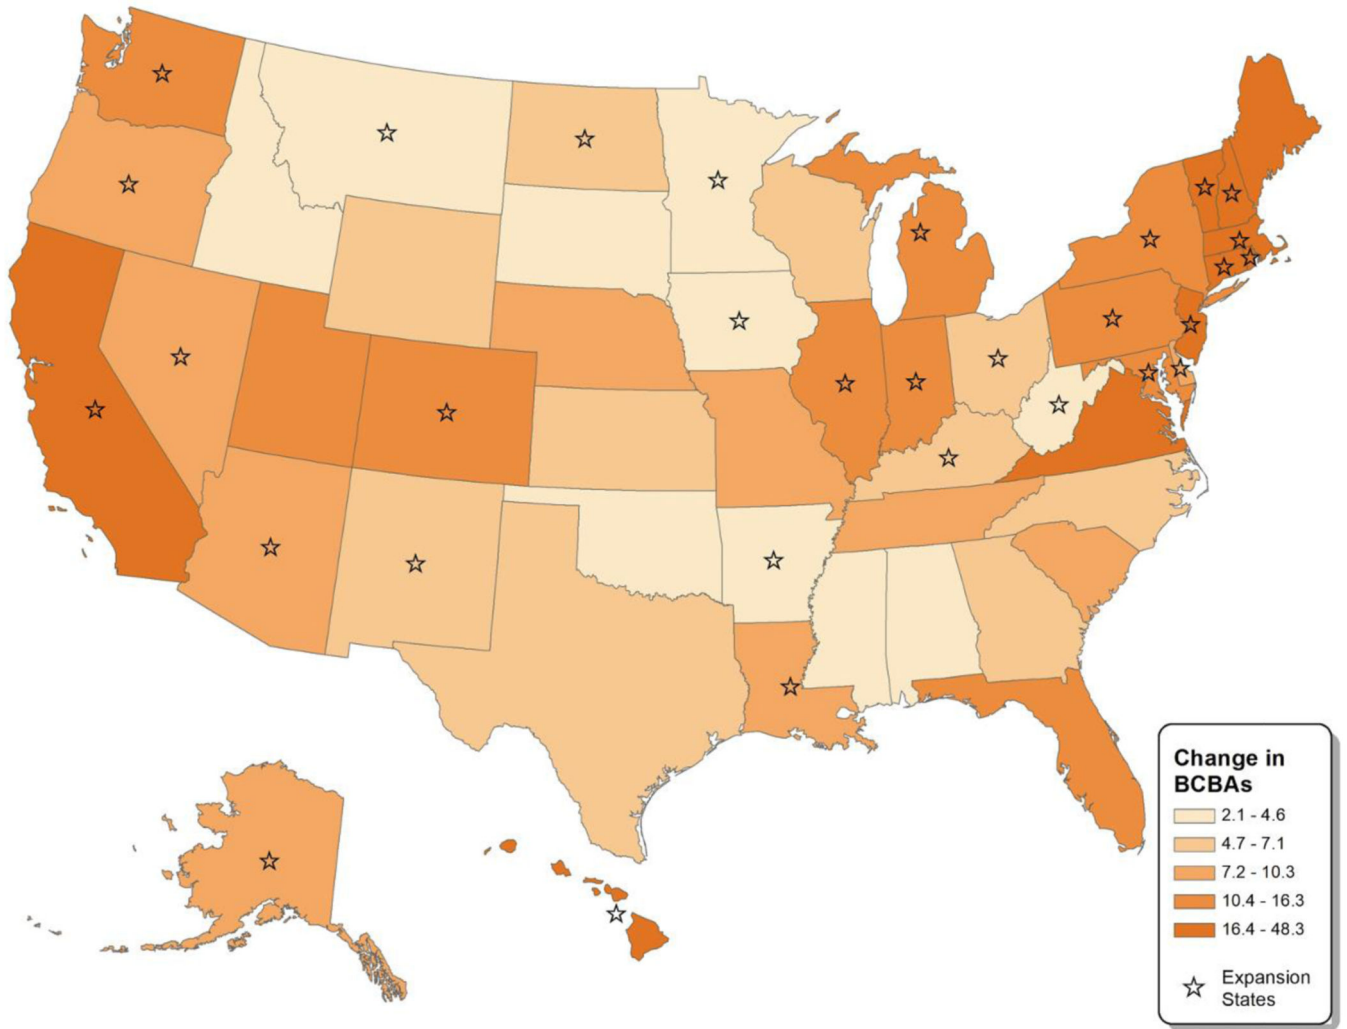 Change in
BCBAs
2.1 - 4.6
4.7 - 7.1
7.2 - 10.3
10.4 - 16.3
16.4 - 48.3
Expansion
States